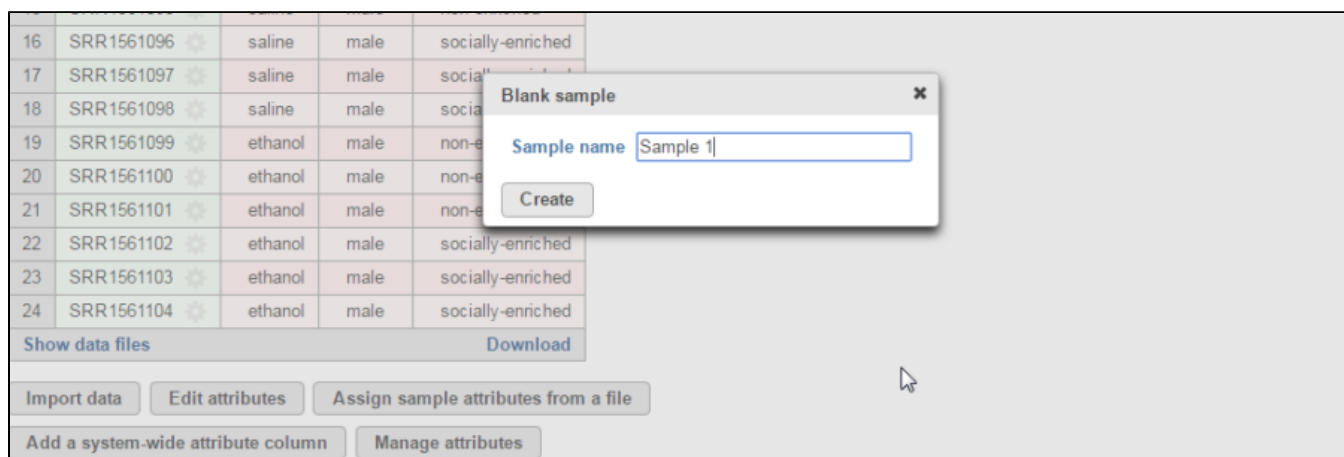 16 SRR1561096 saline male socially-enriched
17 SRR1561097 saline male
18 SRR1561098 saline male
19 SRR1561099 ethanol male
20 SRR1561100 ethanol male
21 SRR1561101 ethanol male
22 SRR1561102 ethanol male socially-enriched
23 SRR1561103 ethanol male socially-enriched
24 SRR1561104 ethanol male socially-enriched
Show data files Download
Import data Edit attributes Assign sample attributes from a file
Add a system-wide attribute column Manage attributes
Blank sample
Sample name Sample 1
Create